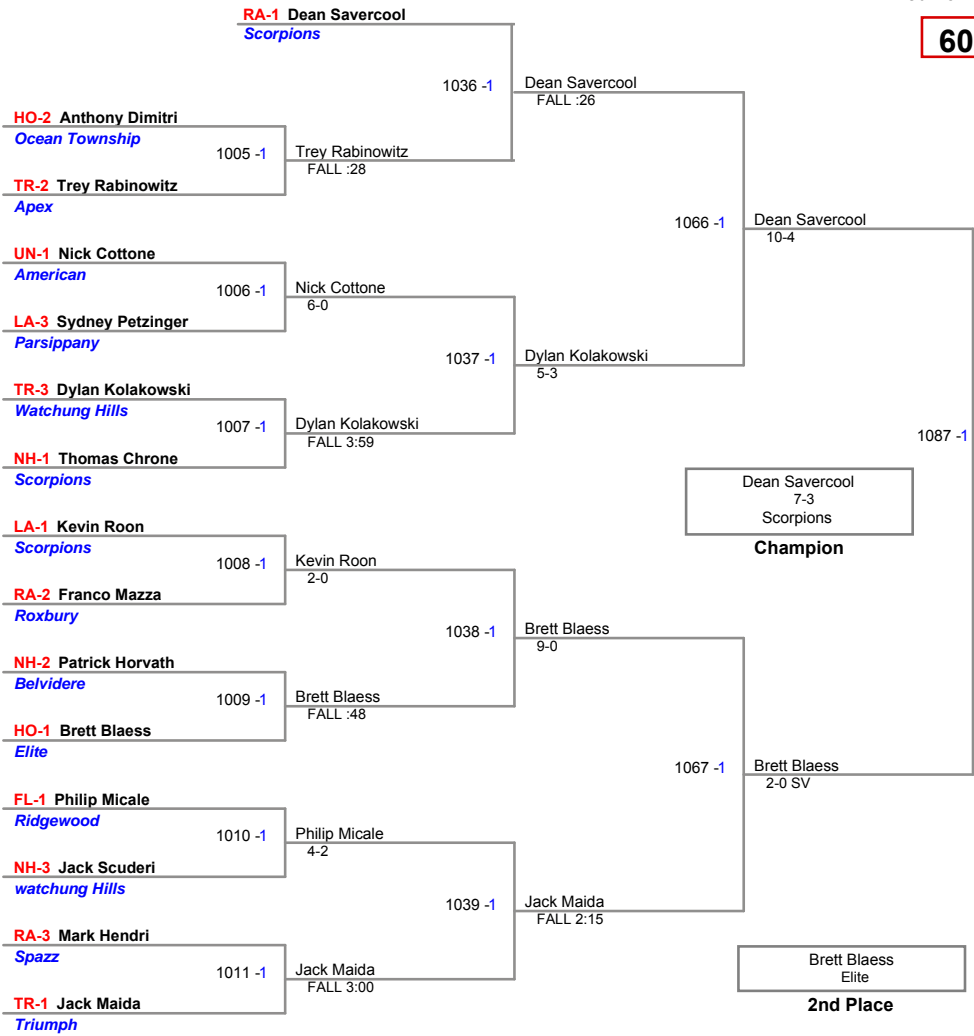 RA-1 Dean Savercool
Scorpions
60
1036 -1
Dean Savercool
FALL :26
HO-2 Anthony Dimitri
Ocean Township
1005 -1
Trey Rabinowitz
FALL :28
TR-2 Trey Rabinowitz
Apex
1066 -1
Dean Savercool
10-4
UN-1 Nick Cottone
American
1006 -1
Nick Cottone
6-0
LA-3 Sydney Petzinger
Parsippany
1037 -1
Dylan Kolakowski
5-3
TR-3 Dylan Kolakowski
Watchung Hills
1007 -1
Dylan Kolakowski
FALL 3:59
NH-1 Thomas Chrone
Scorpions
1087 -1
Dean Savercool
7-3
Scorpions
Champion
LA-1 Kevin Roon
Scorpions
1008 -1
Kevin Roon
2-0
RA-2 Franco Mazza
Roxbury
1038 -1
Brett Blaess
9-0
NH-2 Patrick Horvath
Belvidere
1009 -1
Brett Blaess
FALL :48
HO-1 Brett Blaess
Elite
1067 -1
Brett Blaess
2-0 SV
FL-1 Philip Micale
Ridgewood
1010 -1
Philip Micale
4-2
NH-3 Jack Scuderi
watchung Hills
1039 -1
Jack Maida
FALL 2:15
RA-3 Mark Hendri
Spazz
1011 -1
Jack Maida
FALL 3:00
TR-1 Jack Maida
Triumph
Brett Blaess
Elite
2nd Place